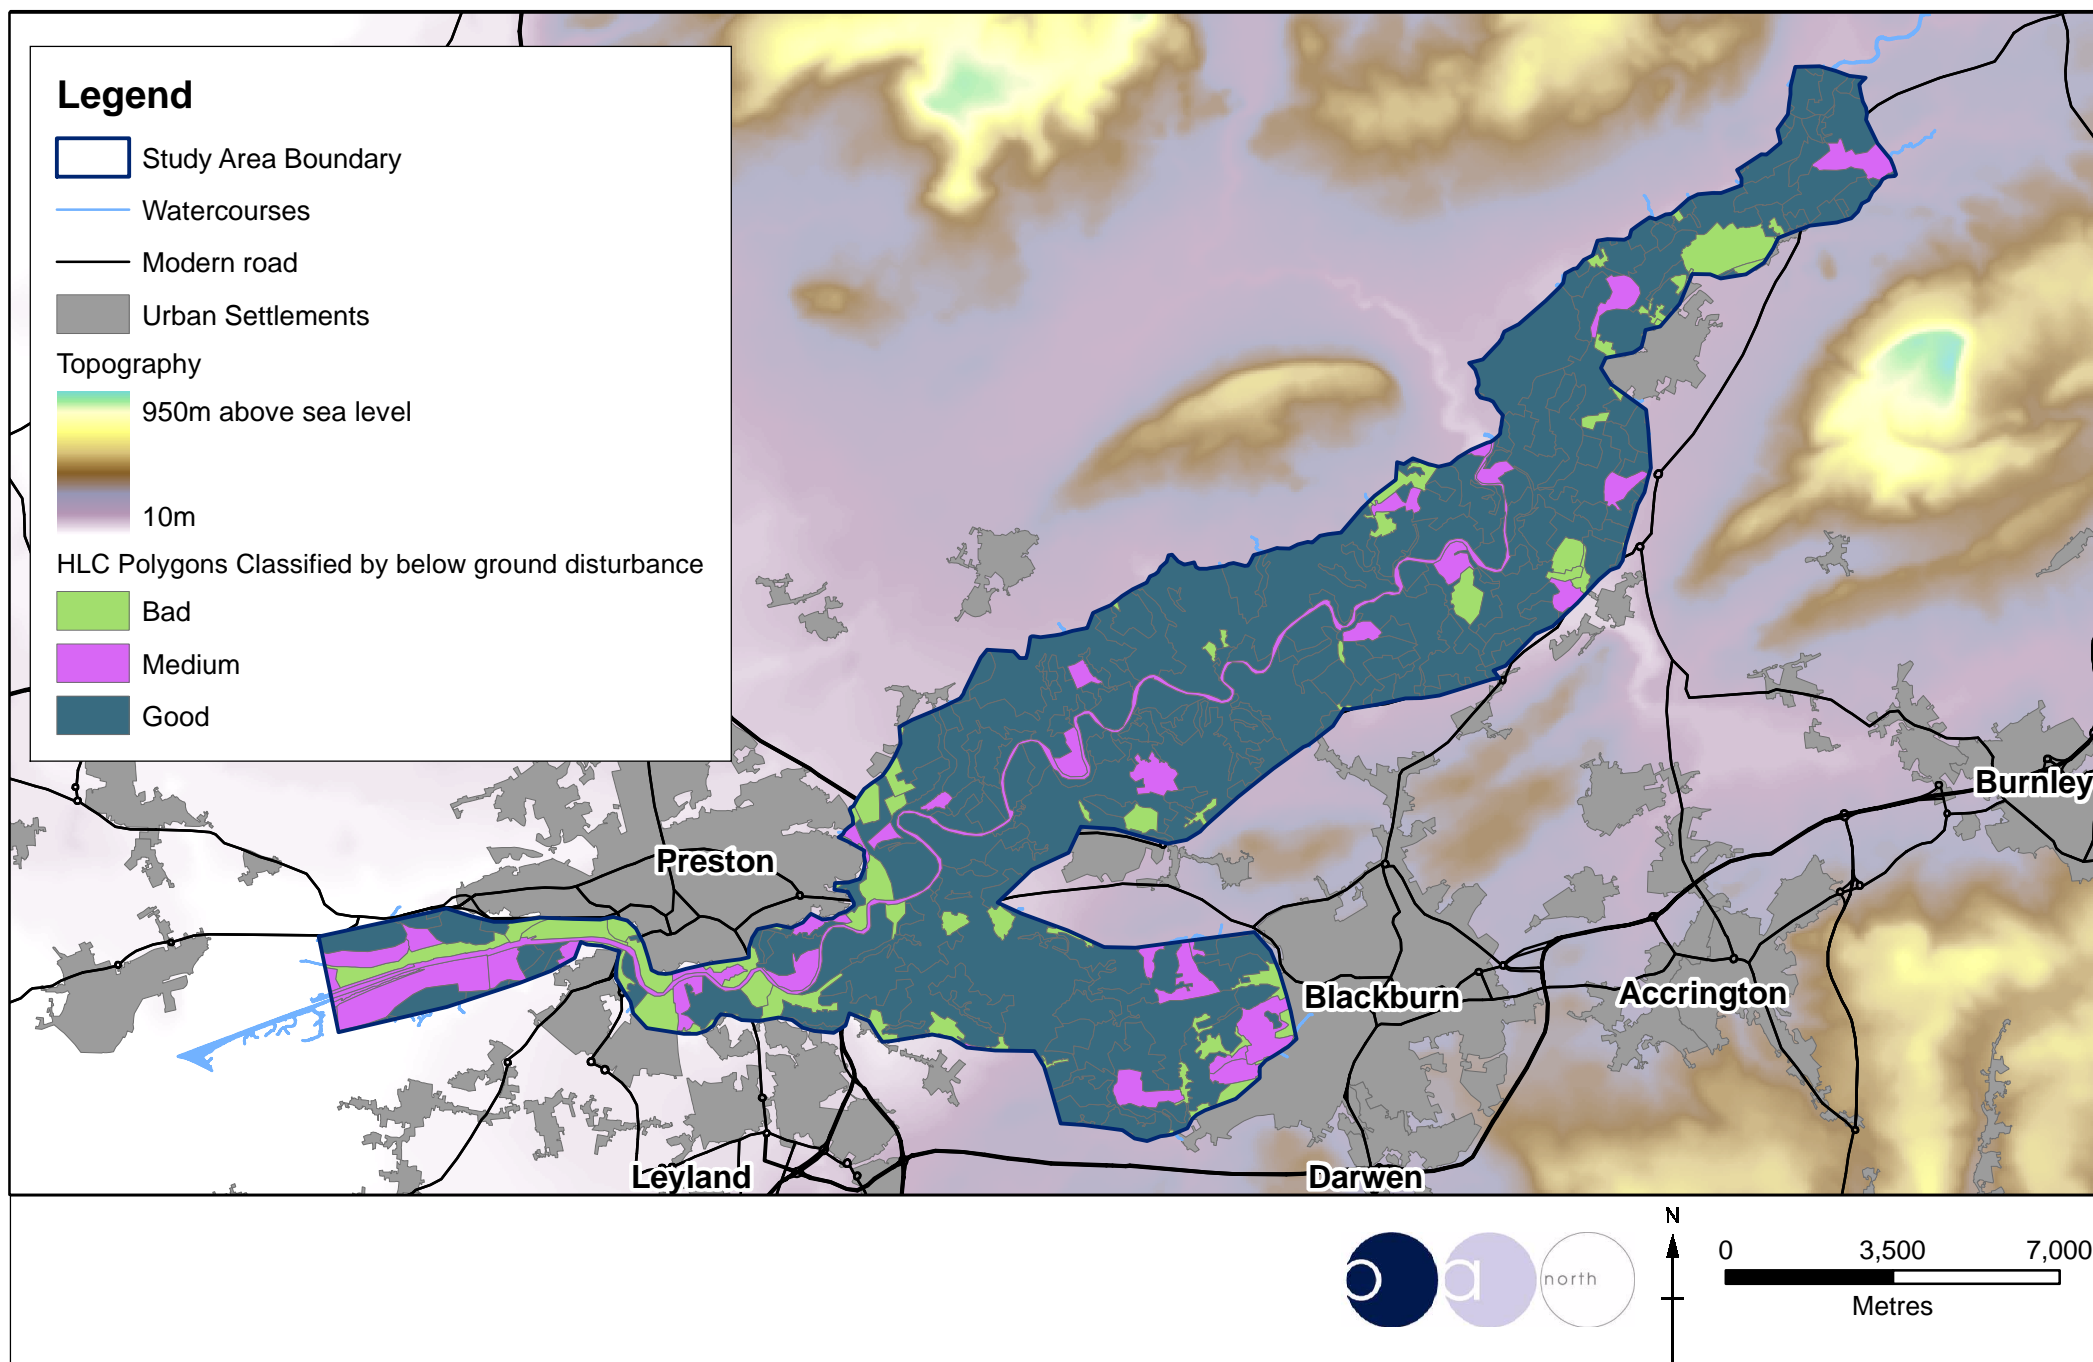 Legend
Study Area Boundary
Watercourses
Modern road
Urban Settlements
Topography
950m above sea level
10m
HLC Polygons Classified by below ground disturbance
Bad
Medium
Good
Burnley
Preston
Blackburn
Accrington
Leyland
Darwen
o a north
N
0 3,500 7,000
Metres